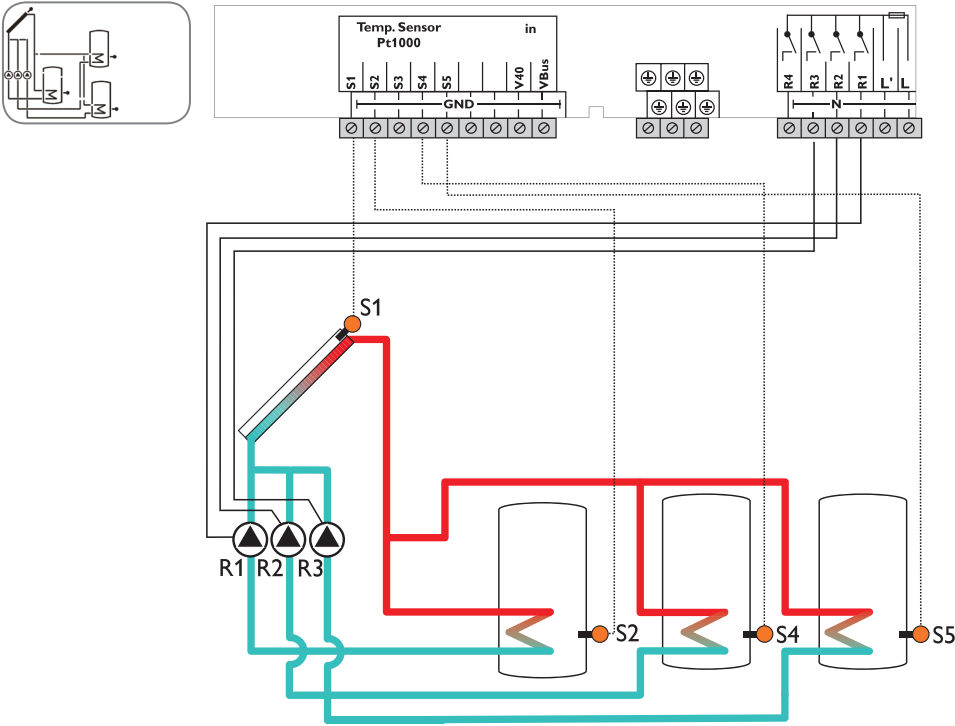 Temp. Sensor
Pt1000
in
S1 S2 S3 S4 S5 V40 VBus
GND
R4 R3 R2 R1 L' L
N
S1
R1 R2 R3
S2
S4
S5